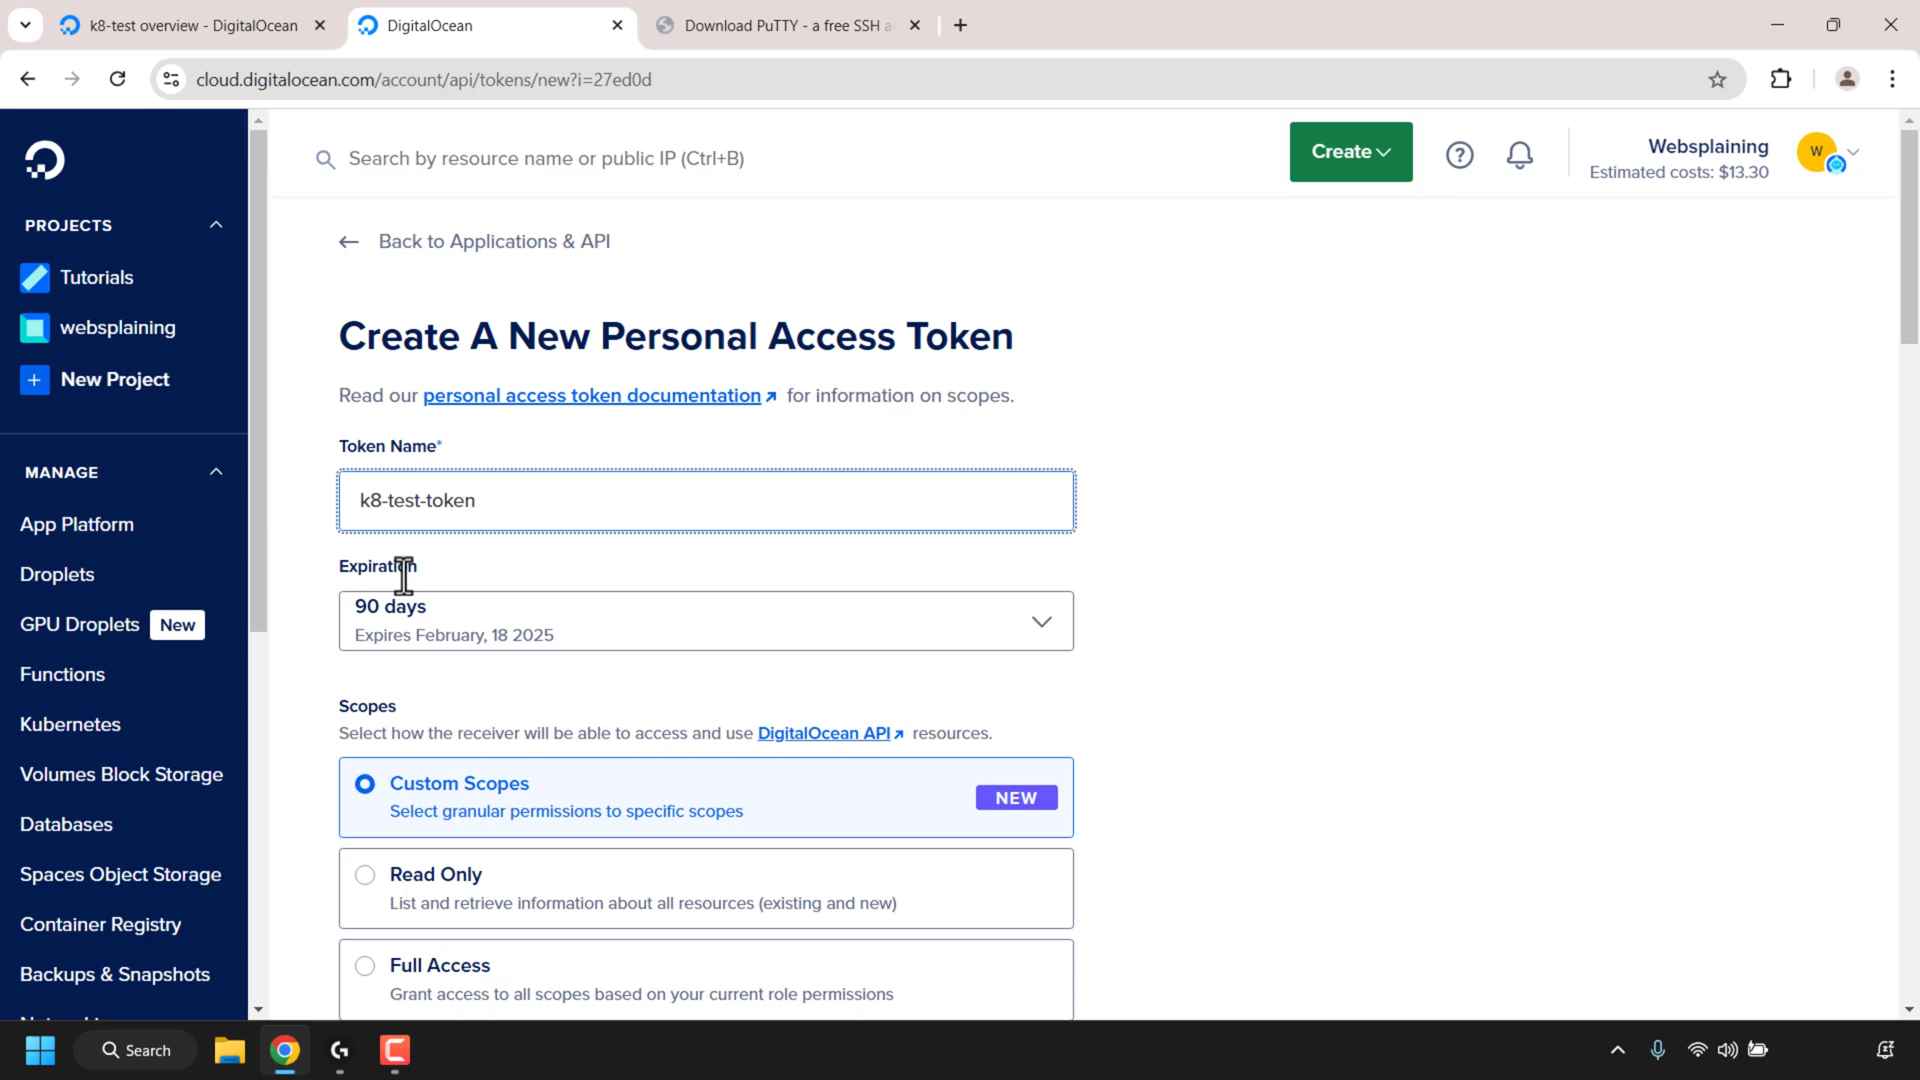 k8-test overview - DigitalOcean
DigitalOcean
Download PuTTY - a free SSH a
cloud.digitalocean.com/account/api/tokens/new?i=27ed0d
Search by resource name or public IP (Ctrl+B)
Create
Websplaining
Estimated costs: $13.30
W
PROJECTS
Tutorials
websplaining
New Project
MANAGE
App Platform
Droplets
GPU Droplets New
Functions
Kubernetes
Volumes Block Storage
Databases
Spaces Object Storage
Container Registry
Backups & Snapshots
Back to Applications & API
Create A New Personal Access Token
Read our personal access token documentation for information on scopes.
Token Name*
k8-test-token
Expiration
90 days
Expires February, 18 2025
Scopes
Select how the receiver will be able to access and use DigitalOcean API resources.
Custom Scopes
Select granular permissions to specific scopes
NEW
Read Only
List and retrieve information about all resources (existing and new)
Full Access
Grant access to all scopes based on your current role permissions
Search